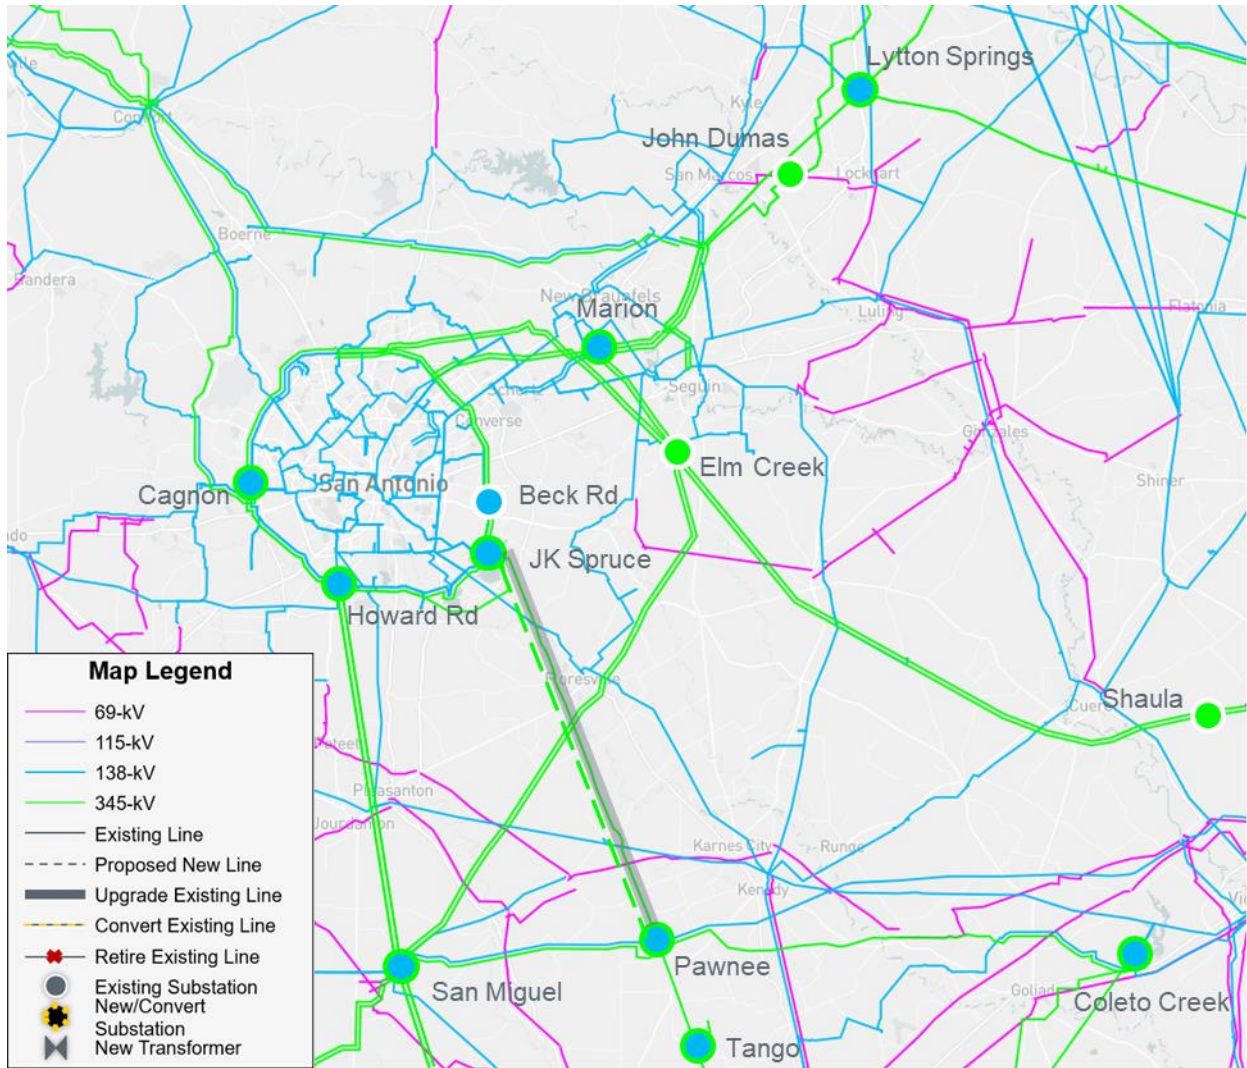 Lytton Springs
Kyle
John Dumas
San Marcos
Lockhart
Comfort
Boerne
Bandera
New Braunfels
Marion
Luling
Flatonia
Seguin
Schertz
Converse
Gonzales
Elm Creek
San Antonio
Cagnon
Beck Rd
Shiner
JK Spruce
Howard Rd
Floresville
Cuero
Shaula
Poteet
Pleasanton
Jourdanton
Karnes City
Runge
Kenedy
Pawnee
San Miguel
Goliad
Coleto Creek
Tango
Map Legend
69-kV
115-kV
138-kV
345-kV
Existing Line
Proposed New Line
Upgrade Existing Line
Convert Existing Line
Retire Existing Line
Existing Substation
New/Convert
Substation
New Transformer